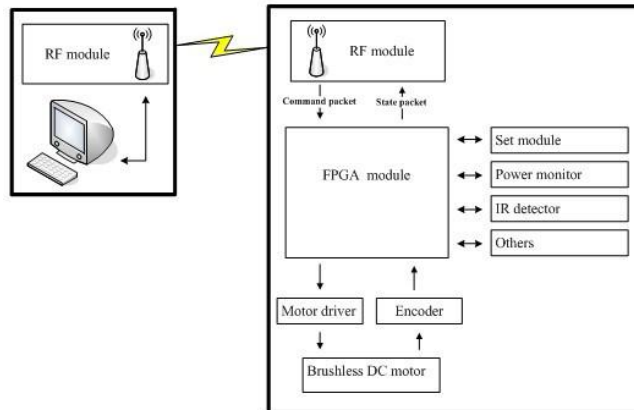 RF module
RF module
Command packet
State packet
FPGA module
Set module
Power monitor
IR detector
Others
Motor driver
Encoder
Brushless DC motor